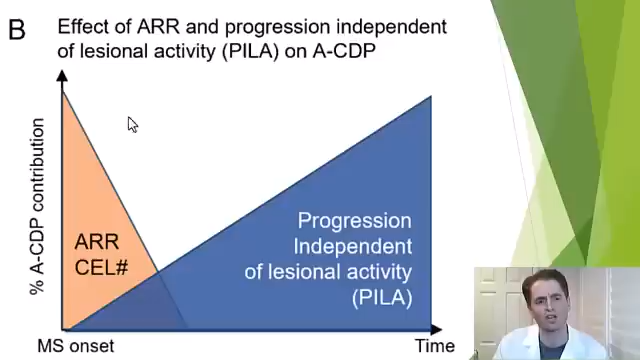 B
Effect of ARR and progression independent
of lesional activity (PILA) on A-CDP
% A-CDP contribution
ARR
CEL#
Progression
Independent
of lesional activity
(PILA)
MS onset
Time